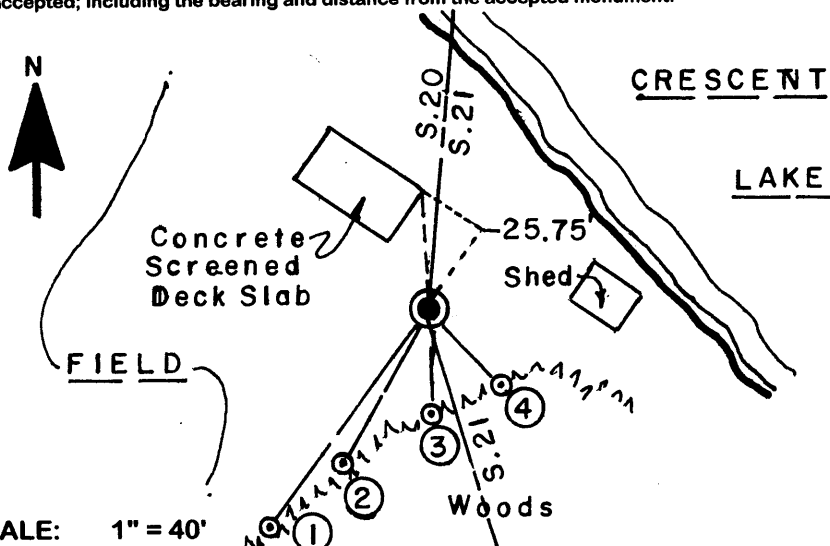 accepted; including the bearing and distance from the accepted monument.
N
CRESCENT
LAKE
S.20
S.21
25.75'
Concrete
Screened
Deck Slab
Shed
FIELD
4
3
S.21
2
Woods
1
ALE: 1" = 40'